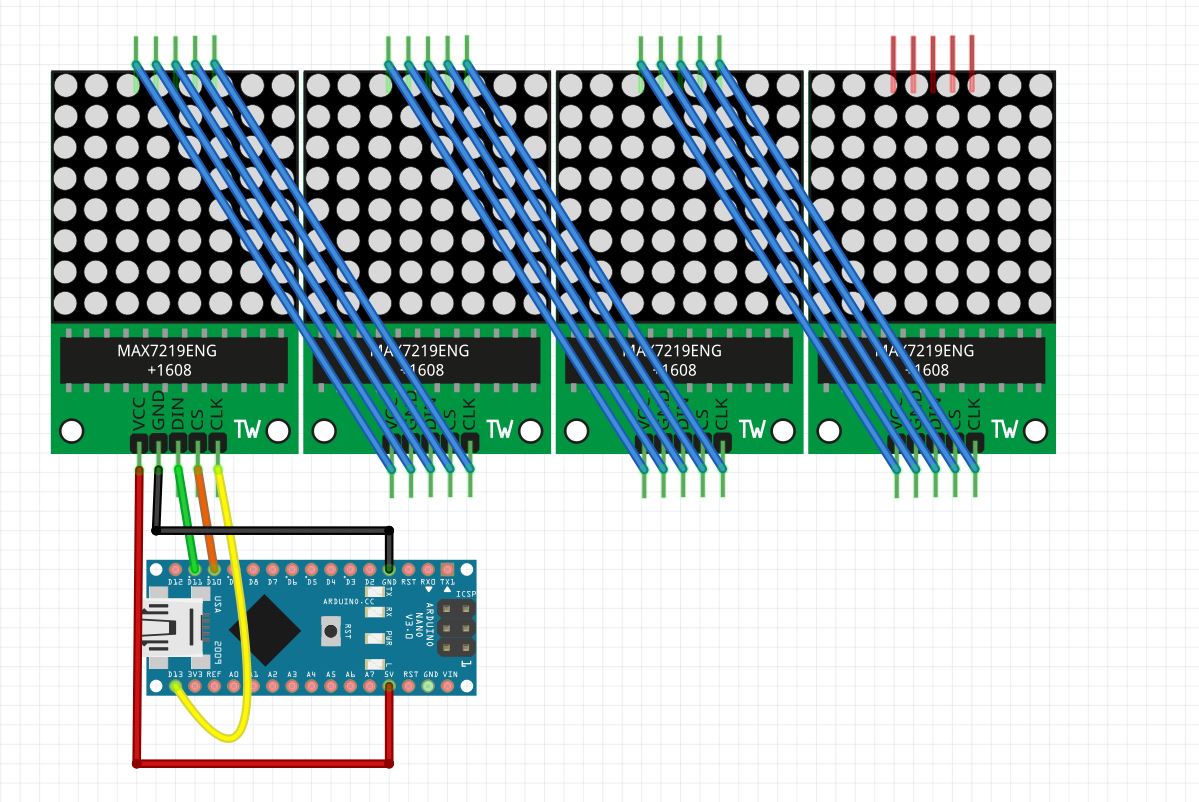 MAX7219ENG
+1608
VCC
GND
DIN
CS
CLK
TW
MAX7219ENG
+1608
VCC
GND
DIN
CS
CLK
TW
MAX7219ENG
+1608
VCC
GND
DIN
CS
CLK
TW
MAX7219ENG
+1608
VCC
GND
DIN
CS
CLK
TW
D12 D11 D10 D8 D7 D6 D5 D4 D3 D2 GND RST RX0 TX1
TX
ICSP
USA
ARDUINO.CC
RX
ARDUINO
NANO
V3.0
RST
PWR
2009
L
1
D13 3V3 REF A0 A1 A2 A3 A4 A5 A6 A7 5V RST GND VIN